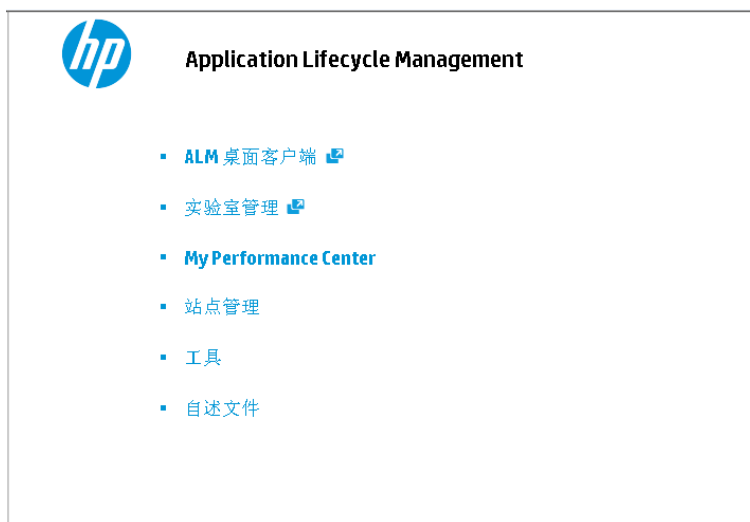 hp
Application Lifecycle Management
ALM 桌面客户端
实验室管理
My Performance Center
站点管理
工具
自述文件